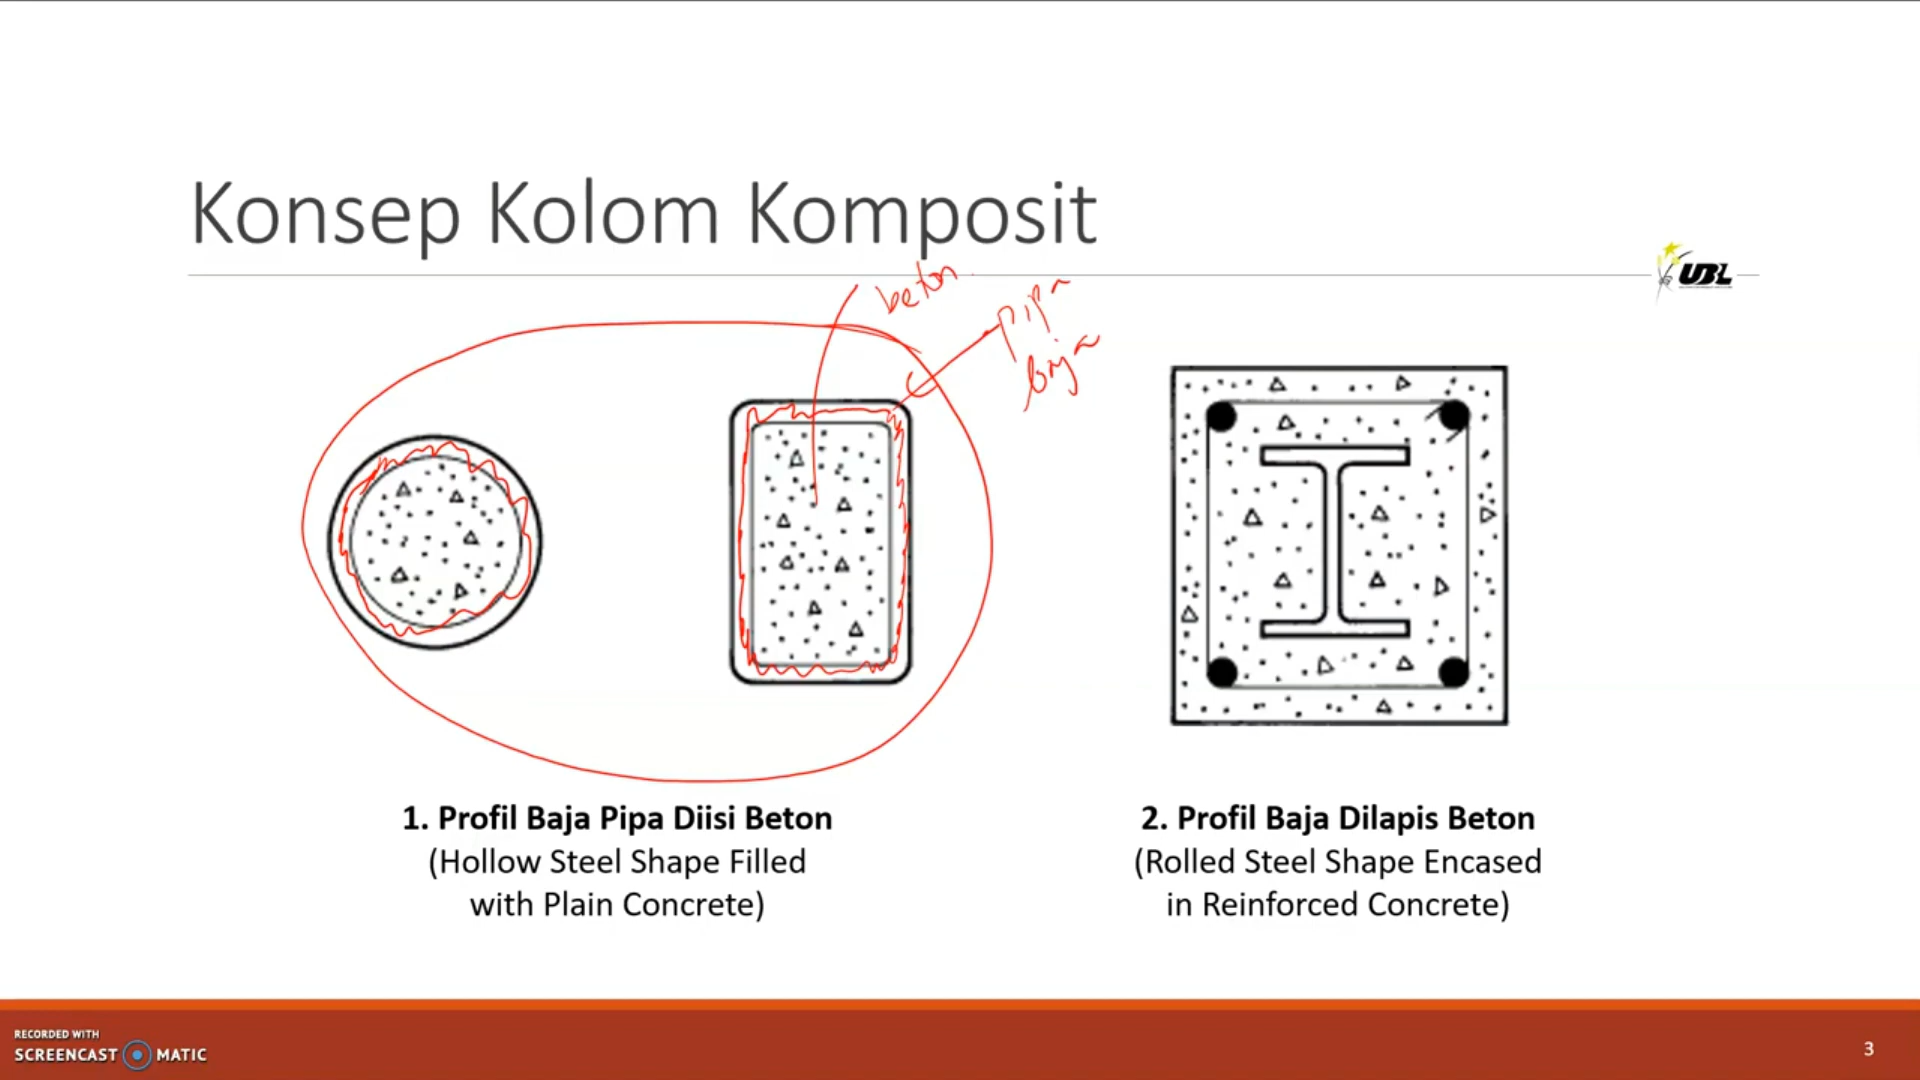 Konsep Kolom Komposit
UBL
beton
pipa
baja
1. Profil Baja Pipa Diisi Beton
(Hollow Steel Shape Filled
with Plain Concrete)
2. Profil Baja Dilapis Beton
(Rolled Steel Shape Encased
in Reinforced Concrete)
RECORDED WITH
SCREENCAST MATIC
3